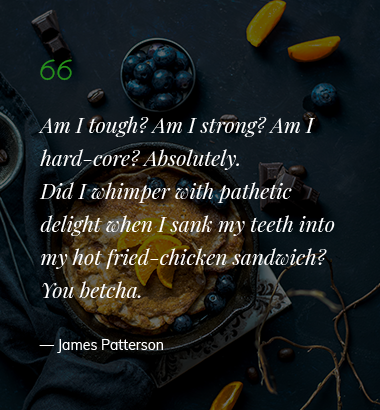 “
Am I tough? Am I strong? Am I
hard-core? Absolutely.
Did I whimper with pathetic
delight when I sank my teeth into
my hot fried-chicken sandwich?
You betcha.
— James Patterson